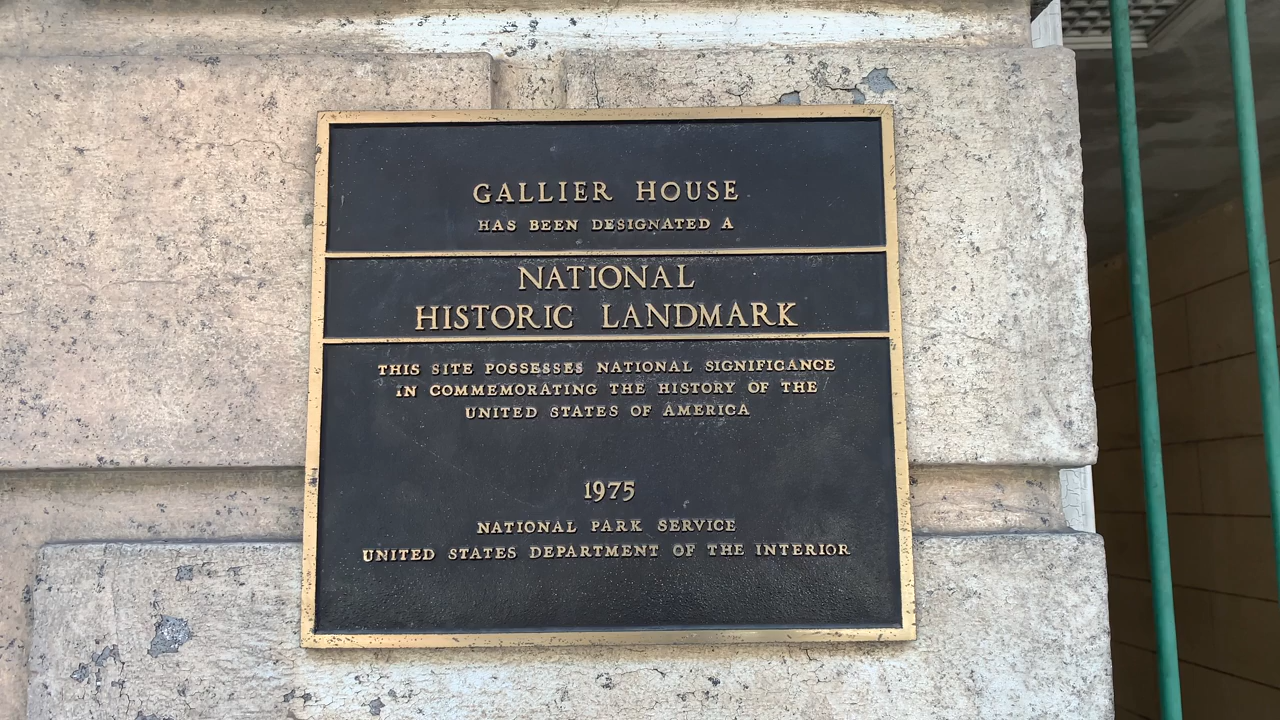 GALLIER HOUSE
HAS BEEN DESIGNATED A
NATIONAL
HISTORIC LANDMARK
THIS SITE POSSESSES NATIONAL SIGNIFICANCE
IN COMMEMORATING THE HISTORY OF THE
UNITED STATES OF AMERICA
1975
NATIONAL PARK SERVICE
UNITED STATES DEPARTMENT OF THE INTERIOR